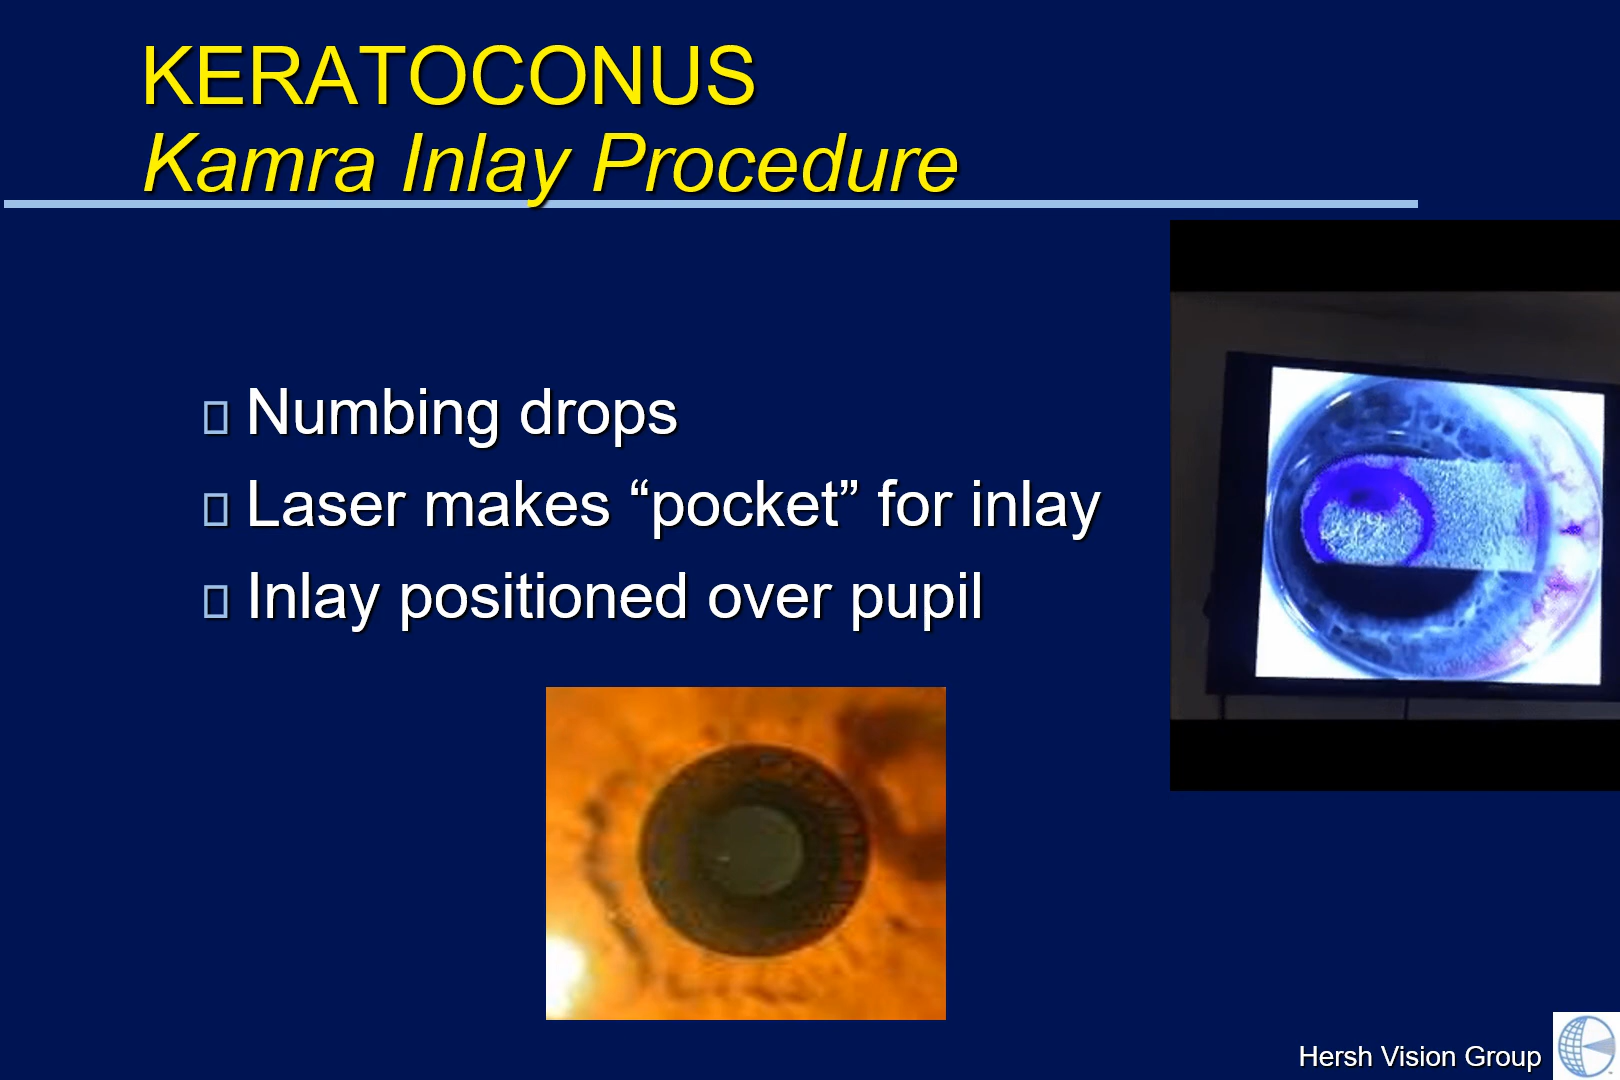 KERATOCONUS
Kamra Inlay Procedure
Numbing drops
Laser makes “pocket” for inlay
Inlay positioned over pupil
Hersh Vision Group